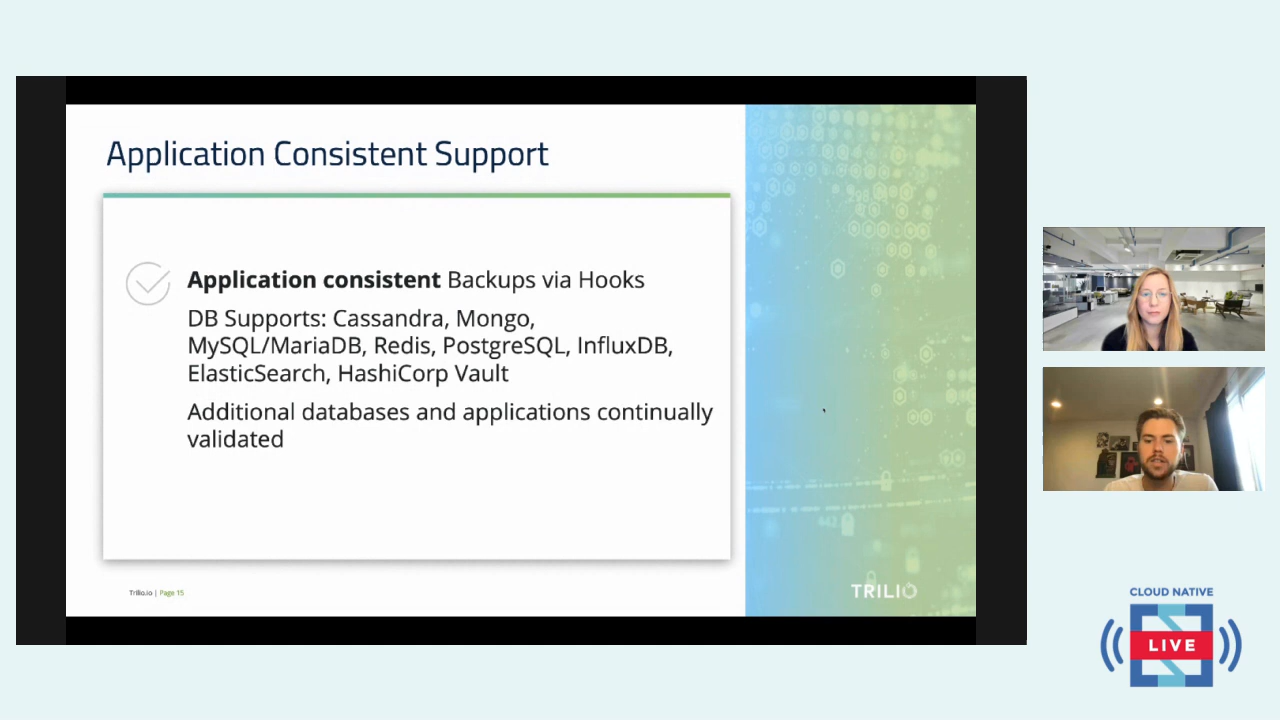 Application Consistent Support
Application consistent Backups via Hooks
DB Supports: Cassandra, Mongo,
MySQL/MariaDB, Redis, PostgreSQL, InfluxDB,
ElasticSearch, HashiCorp Vault
Additional databases and applications continually
validated
Trilio.io | Page 15
TRILIO
CLOUD NATIVE
LIVE